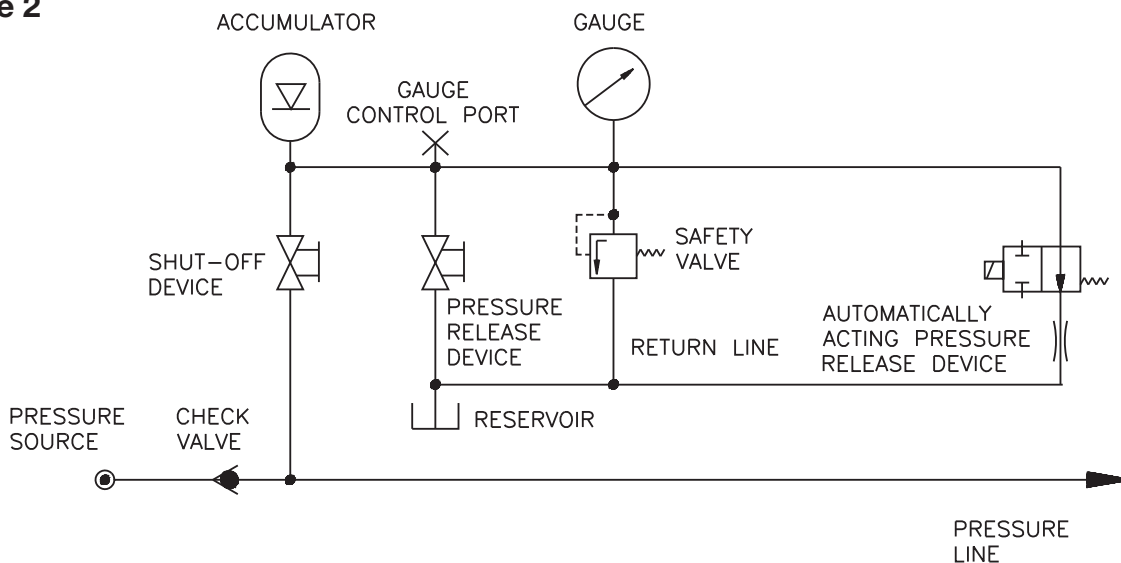 e 2
ACCUMULATOR
GAUGE
GAUGE
CONTROL PORT
SHUT-OFF
DEVICE
SAFETY
VALVE
PRESSURE
RELEASE
DEVICE
RETURN LINE
AUTOMATICALLY
ACTING PRESSURE
RELEASE DEVICE
RESERVOIR
PRESSURE
SOURCE
CHECK
VALVE
PRESSURE
LINE